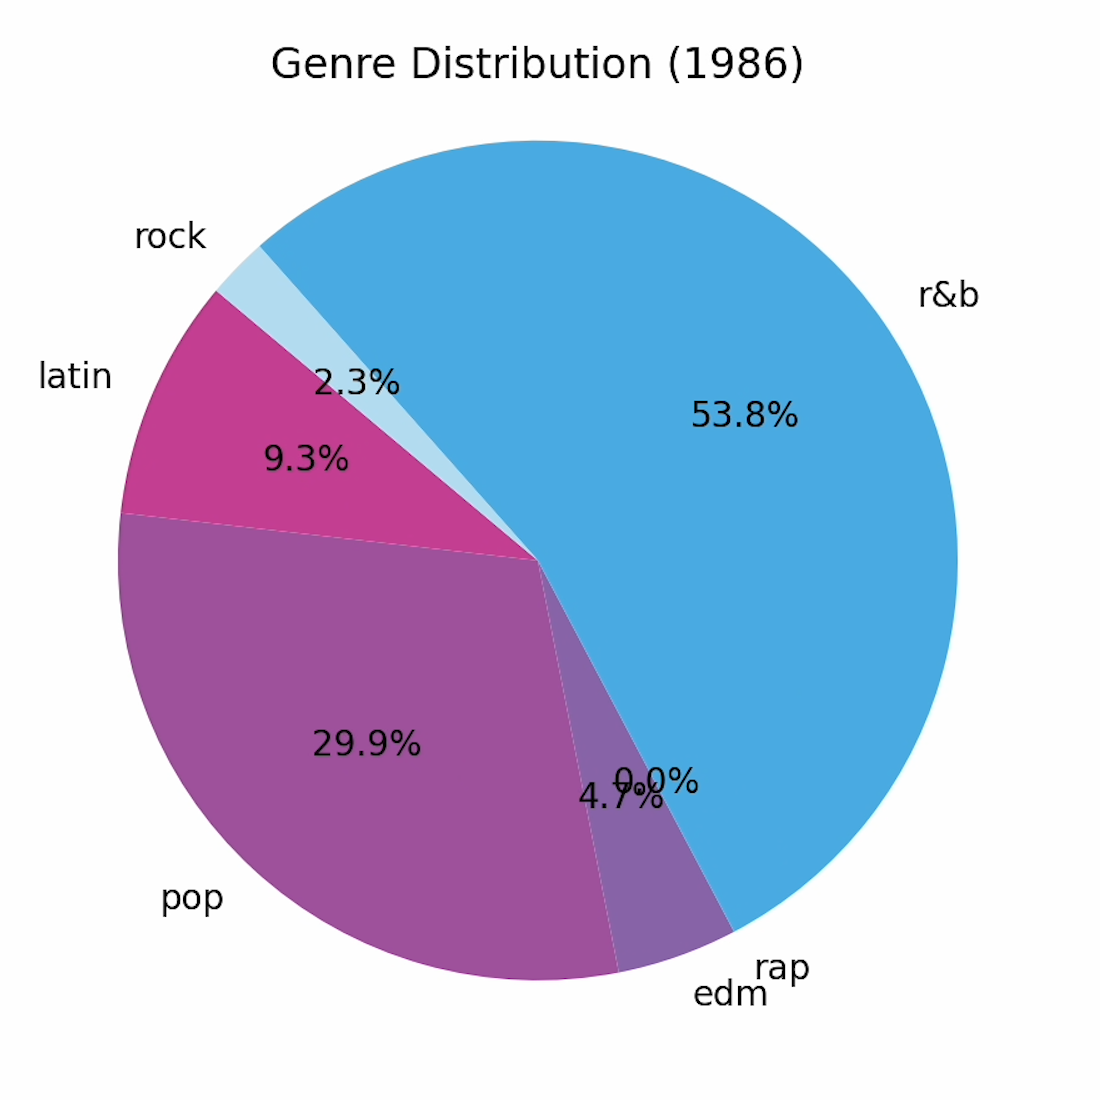 Genre Distribution (1986)
rock
r&b
latin
2.3%
53.8%
9.3%
29.9%
0.0%
4.7%
pop
rap
edm